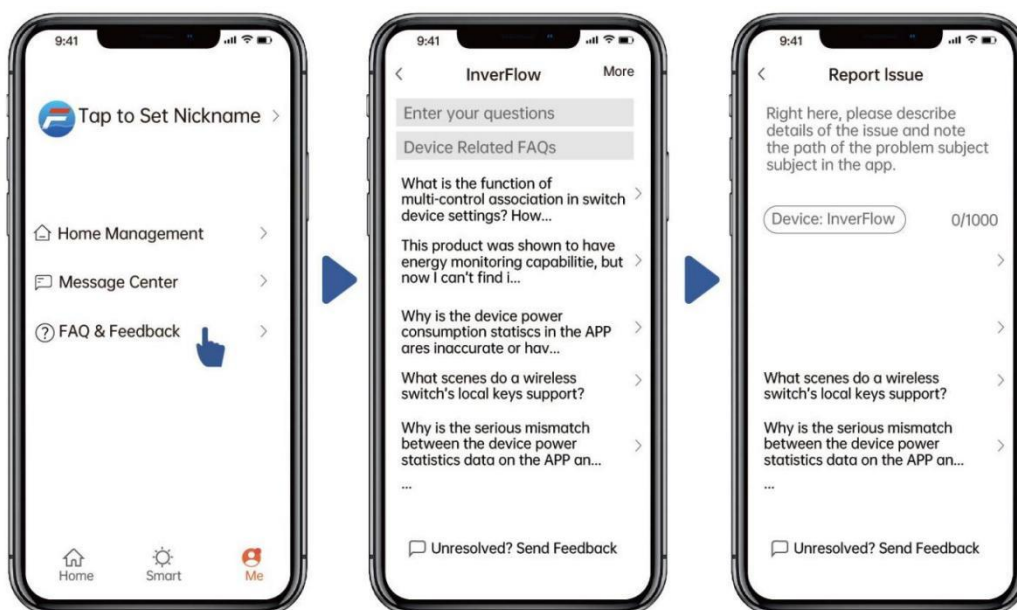 9:41
Tap to Set Nickname
Home Management
Message Center
FAQ & Feedback
Home
Smart
Me
9:41
InverFlow
More
Enter your questions
Device Related FAQs
What is the function of
multi-control association in switch
device settings? How...
This product was shown to have
energy monitoring capabilitie, but
now I can't find i...
Why is the device power
consumption statiscs in the APP
ares inaccurate or hav...
What scenes do a wireless
switch's local keys support?
Why is the serious mismatch
between the device power
statistics data on the APP an...
...
Unresolved? Send Feedback
9:41
Report Issue
Right here, please describe
details of the issue and note
the path of the problem subject
subject in the app.
Device: InverFlow
0/1000
What scenes do a wireless
switch's local keys support?
Why is the serious mismatch
between the device power
statistics data on the APP an...
...
Unresolved? Send Feedback